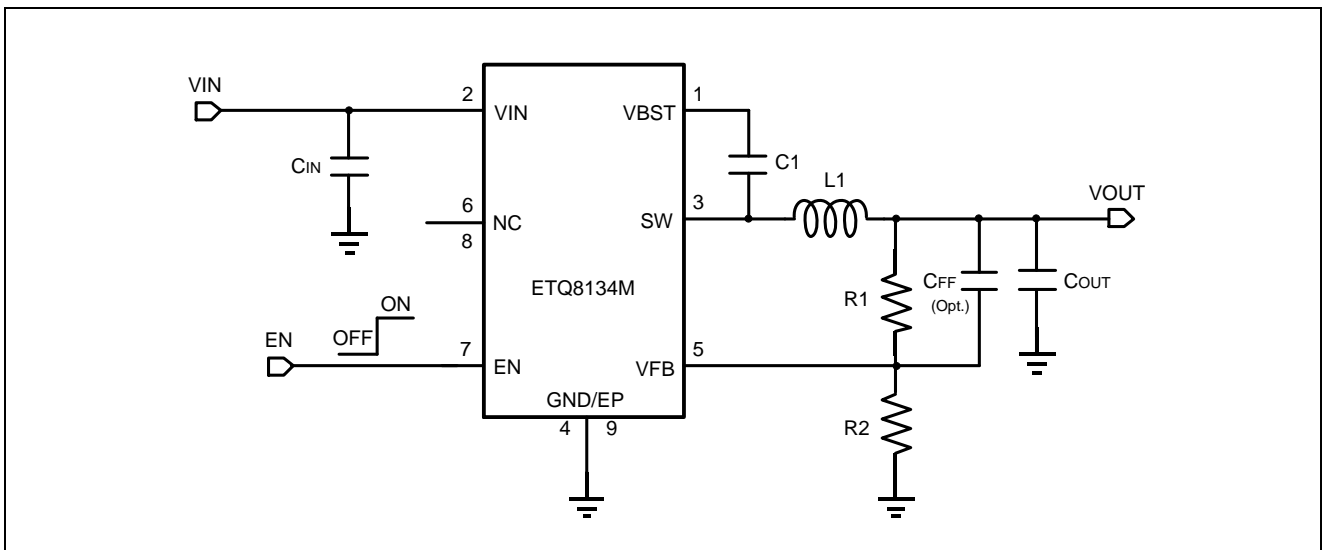 VIN
2
VIN
CIN
6
NC
8
EN
OFF
ON
7
EN
ETQ8134M
GND/EP
4
9
VBST
1
C1
SW
3
L1
VOUT
R1
CFF
(Opt.)
COUT
VFB
5
R2